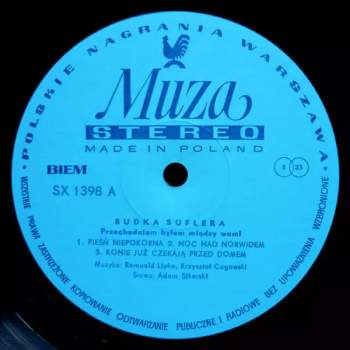 • POLSKIE NAGRANIA WARSZAWA •
Muza
STEREO
MADE IN POLAND
BIEM
SX 1398 A
S
33
BUDKA SUFLERA
Przechodniem byłem między wami
1. PIEŚŃ NIEPOKORNA 2. NOC NAD NORWIDEM
3. KONIE JUŻ CZEKAJĄ PRZED DOMEM
Muzyka: Romuald Lipko, Krzysztof Cugowski
Słowa: Adam Sikorski
WSZYSTKIE PRAWA ZASTRZEŻONE KOPIOWANIE ODTWARZANIE PUBLICZNE I RADIOWE BEZ UPOWAŻNIENIA WZBRONIONE